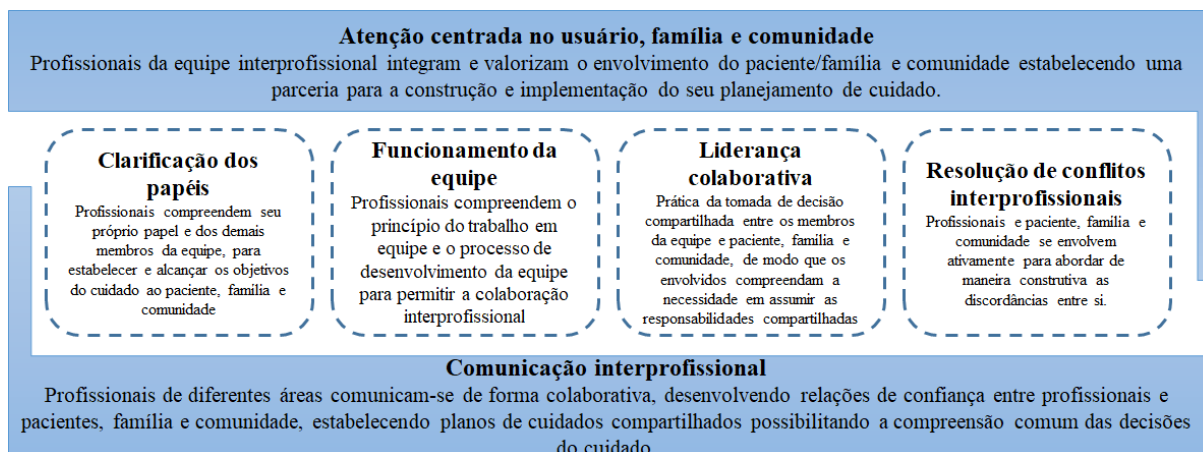 Atenção centrada no usuário, família e comunidade
Profissionais da equipe interprofissional integram e valorizam o envolvimento do paciente/família e comunidade estabelecendo uma
parceria para a construção e implementação do seu planejamento de cuidado.
Clarificação dos
papéis
Profissionais compreendem seu
próprio papel e dos demais
membros da equipe, para
estabelecer e alcançar os objetivos
do cuidado ao paciente, família e
comunidade
Funcionamento da
equipe
Profissionais compreendem o
princípio do trabalho em
equipe e o processo de
desenvolvimento da equipe
para permitir a colaboração
interprofissional
Liderança
colaborativa
Prática da tomada de decisão
compartilhada entre os membros
da equipe e paciente, família e
comunidade, de modo que os
envolvidos compreendam a
necessidade em assumir as
responsabilidades compartilhadas
Resolução de conflitos
interprofissionais
Profissionais e paciente, família e
comunidade se envolvem
ativamente para abordar de
maneira construtiva as
discordâncias entre si.
Comunicação interprofissional
Profissionais de diferentes áreas comunicam-se de forma colaborativa, desenvolvendo relações de confiança entre profissionais e
pacientes, família e comunidade, estabelecendo planos de cuidados compartilhados possibilitando a compreensão comum das decisões
do cuidado